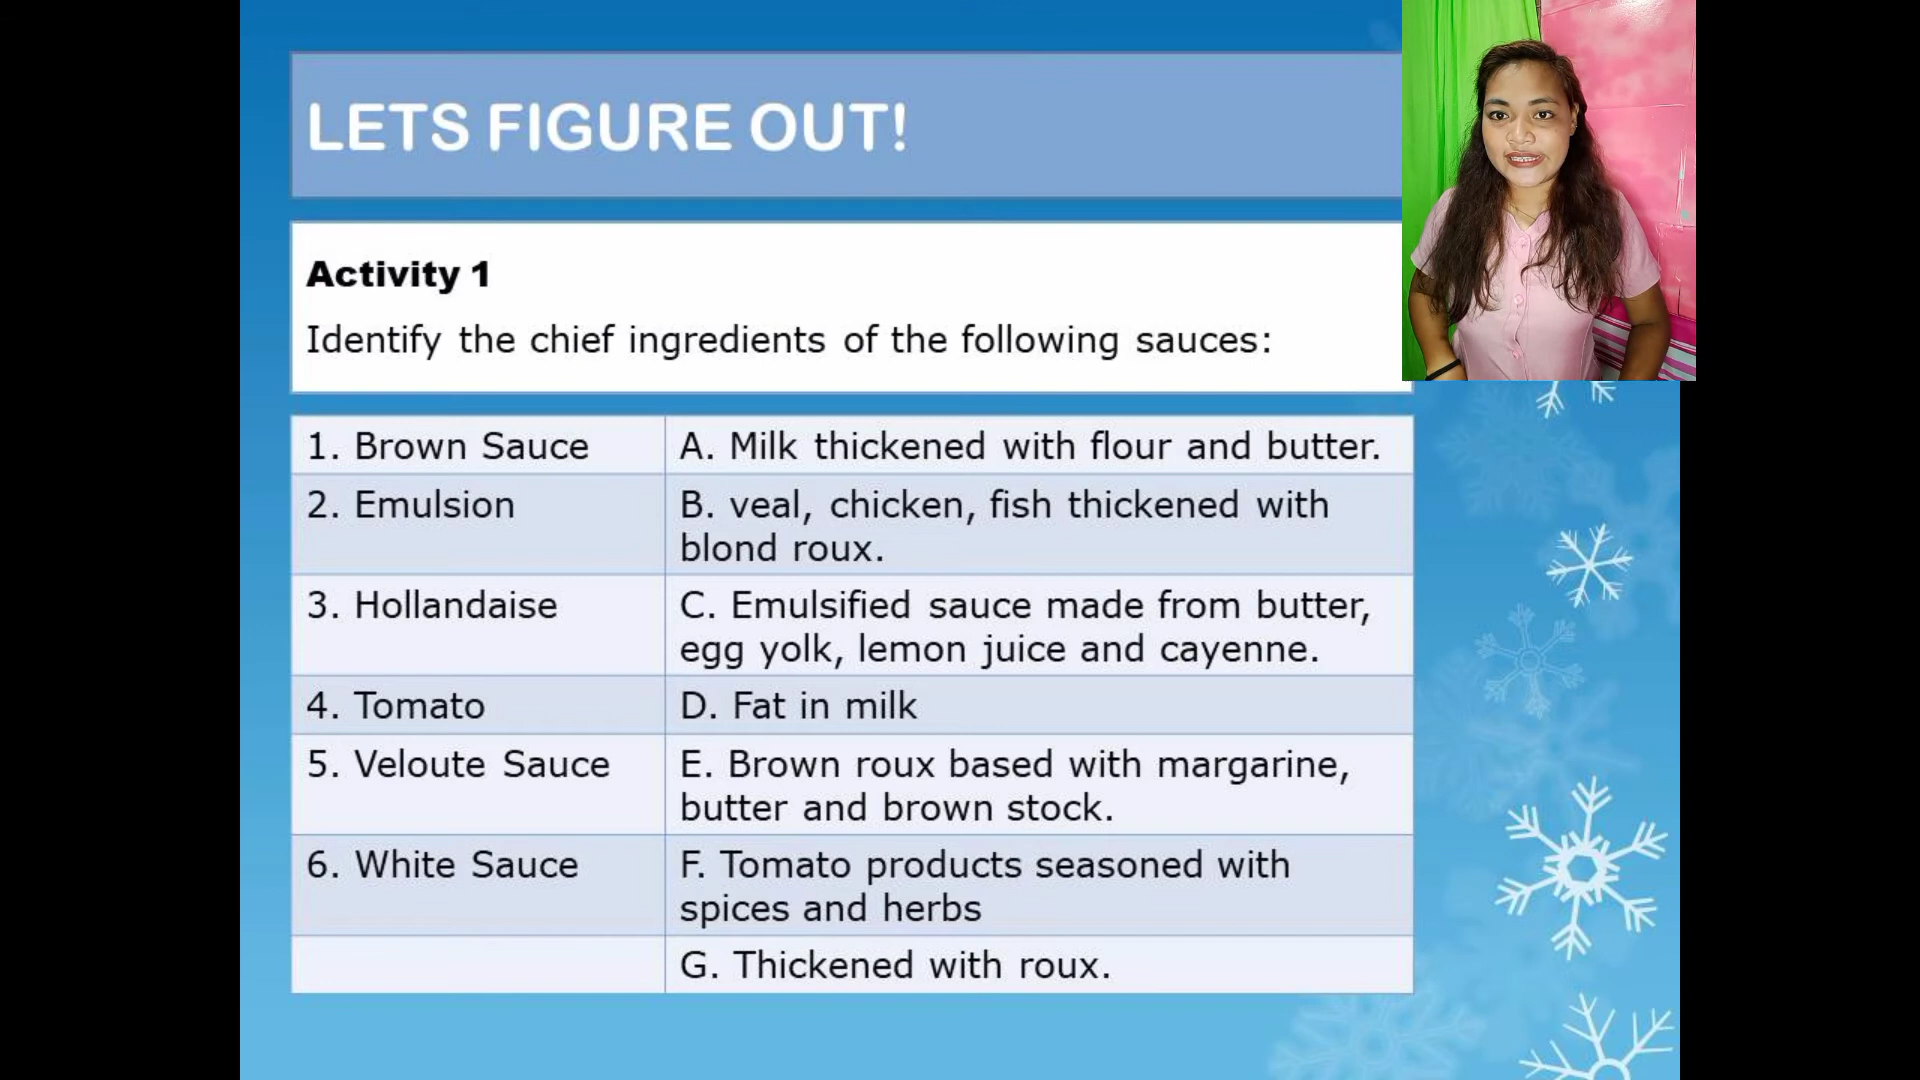 LETS FIGURE OUT!
Activity 1
Identify the chief ingredients of the following sauces:
1. Brown Sauce
A. Milk thickened with flour and butter.
2. Emulsion
B. veal, chicken, fish thickened with
blond roux.
3. Hollandaise
C. Emulsified sauce made from butter,
egg yolk, lemon juice and cayenne.
4. Tomato
D. Fat in milk
5. Veloute Sauce
E. Brown roux based with margarine,
butter and brown stock.
6. White Sauce
F. Tomato products seasoned with
spices and herbs
G. Thickened with roux.